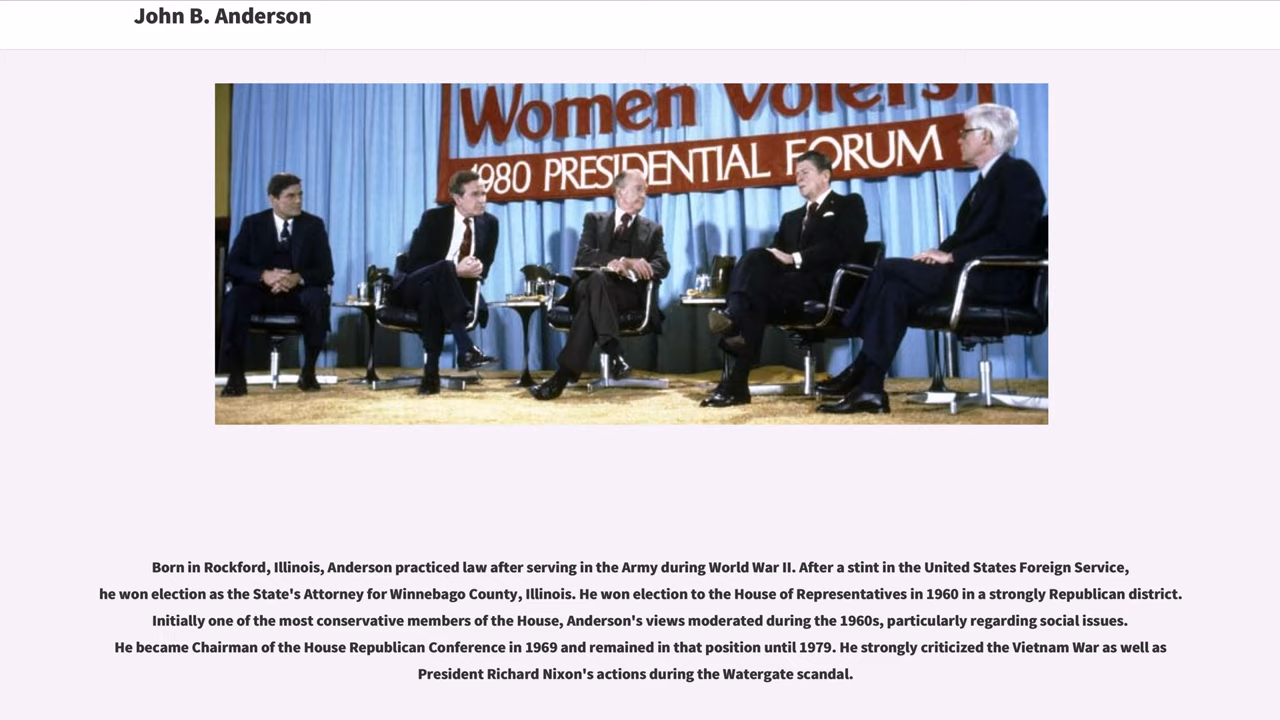 John B. Anderson
Women Voters
1980 PRESIDENTIAL FORUM
Born in Rockford, Illinois, Anderson practiced law after serving in the Army during World War II. After a stint in the United States Foreign Service,
he won election as the State's Attorney for Winnebago County, Illinois. He won election to the House of Representatives in 1960 in a strongly Republican district.
Initially one of the most conservative members of the House, Anderson's views moderated during the 1960s, particularly regarding social issues.
He became Chairman of the House Republican Conference in 1969 and remained in that position until 1979. He strongly criticized the Vietnam War as well as
President Richard Nixon's actions during the Watergate scandal.